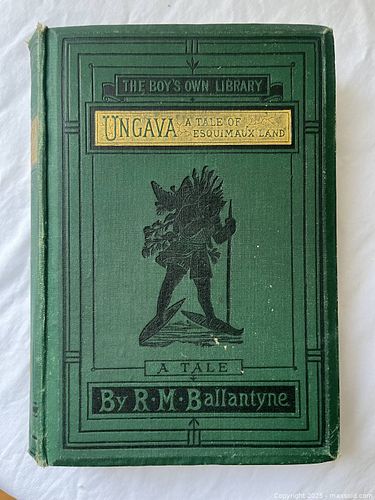 THE BOY'S OWN LIBRARY
UNGAVA A TALE OF
ESQUIMAUX LAND
A TALE
By R·M·Ballantyne
Copyright 2025 - maxsold.com